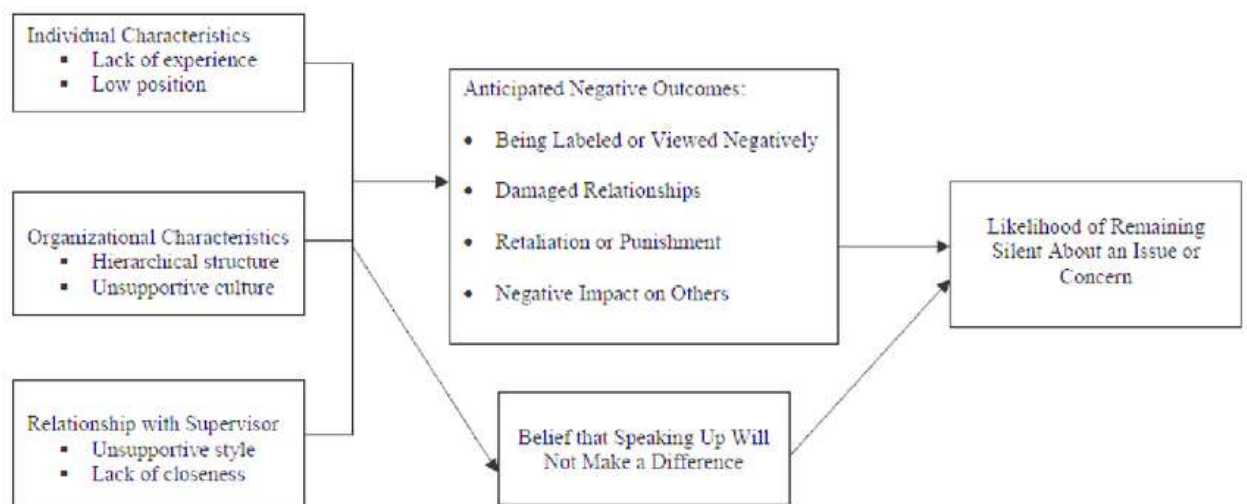 Individual Characteristics
▪ Lack of experience
▪ Low position
Organizational Characteristics
▪ Hierarchical structure
▪ Unsupportive culture
Relationship with Supervisor
▪ Unsupportive style
▪ Lack of closeness
Anticipated Negative Outcomes:
• Being Labeled or Viewed Negatively
• Damaged Relationships
• Retaliation or Punishment
• Negative Impact on Others
Belief that Speaking Up Will
Not Make a Difference
Likelihood of Remaining
Silent About an Issue or
Concern